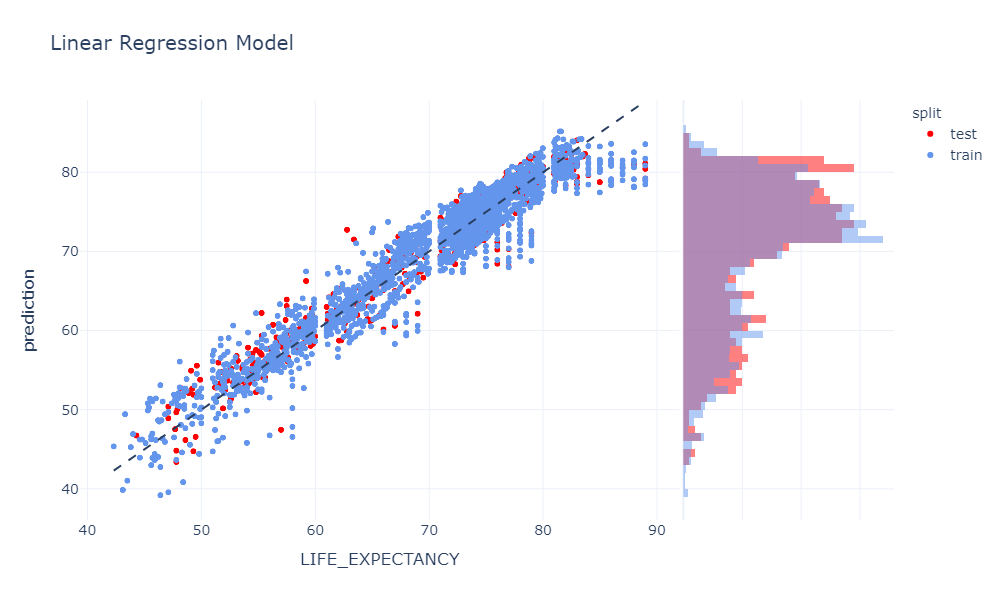 Linear Regression Model
split
test
train
prediction
80
70
60
50
40
40 50 60 70 80 90
LIFE_EXPECTANCY